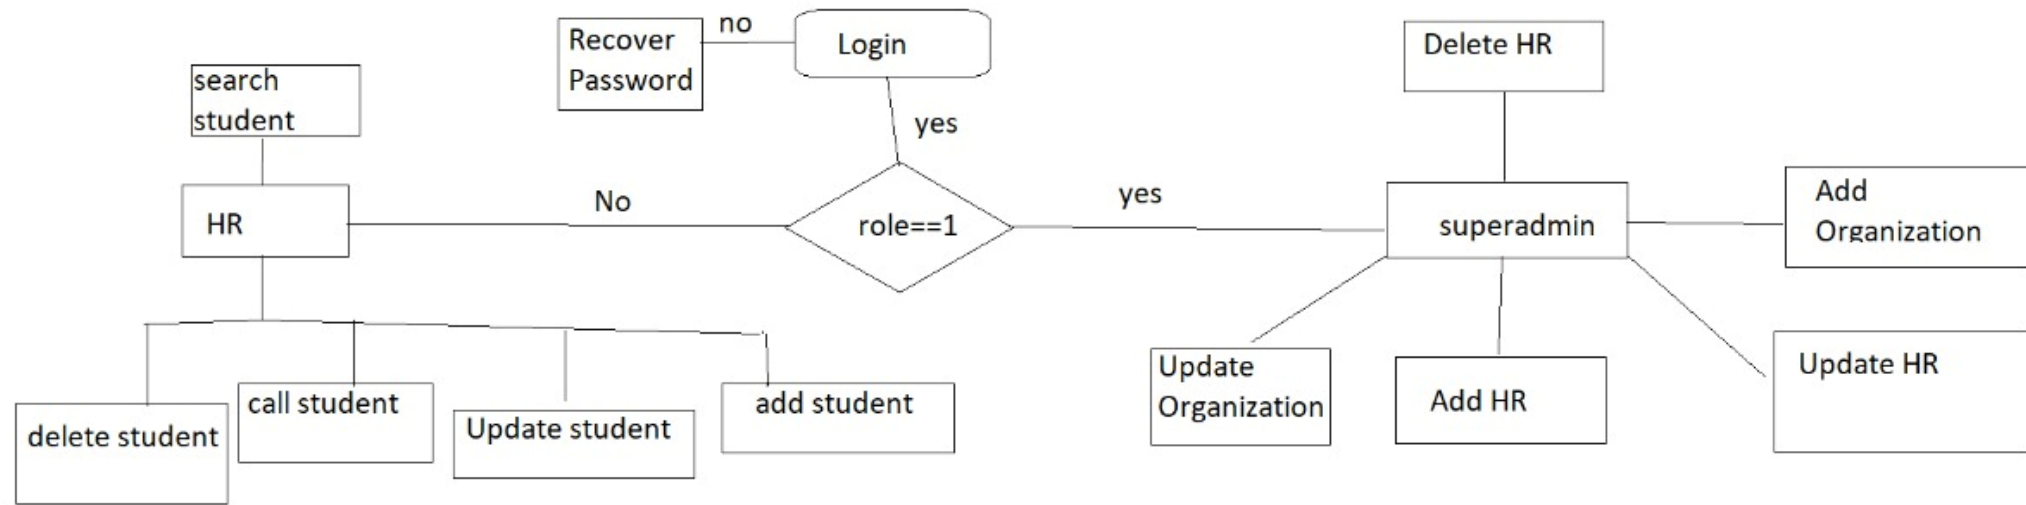 no
Recover
Password
Login
Delete HR
search
student
yes
HR
No
role==1
yes
superadmin
Add
Organization
delete student
call student
Update student
add student
Update
Organization
Add HR
Update HR